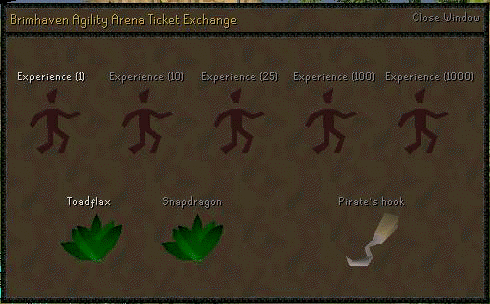 Brimhaven Agility Arena Ticket Exchange
Close Window
Experience (1) Experience (10) Experience (25) Experience (100) Experience (1000)
Toadflax Snapdragon Pirate's hook